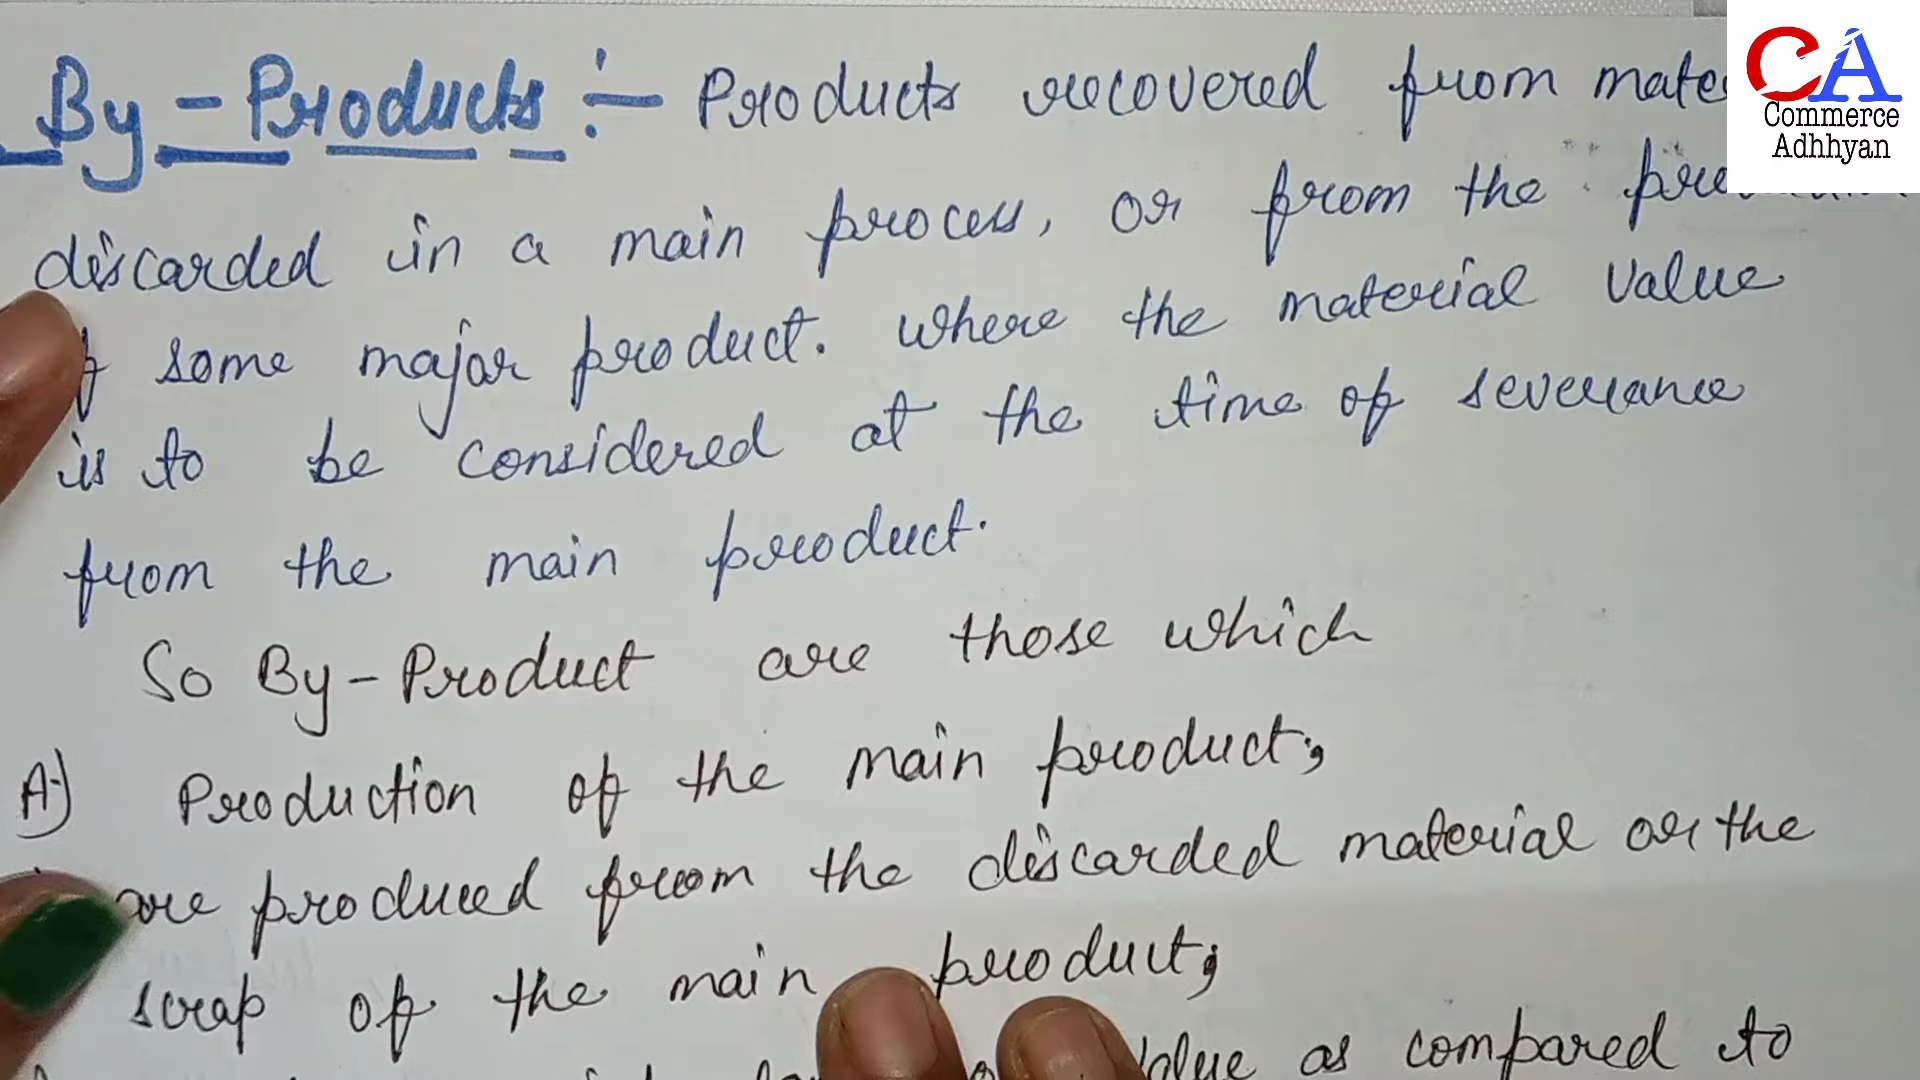 By-Products :- Products recovered from
discarded in a main process, or from the
some major product. where the material value
is to be considered at the time of severance
from the main product.
So By-Product are those which
A) Production of the main product;
are produced from the discarded material or the
scrap of the main product;
value as compared to
CA
Commerce
Adhhyan